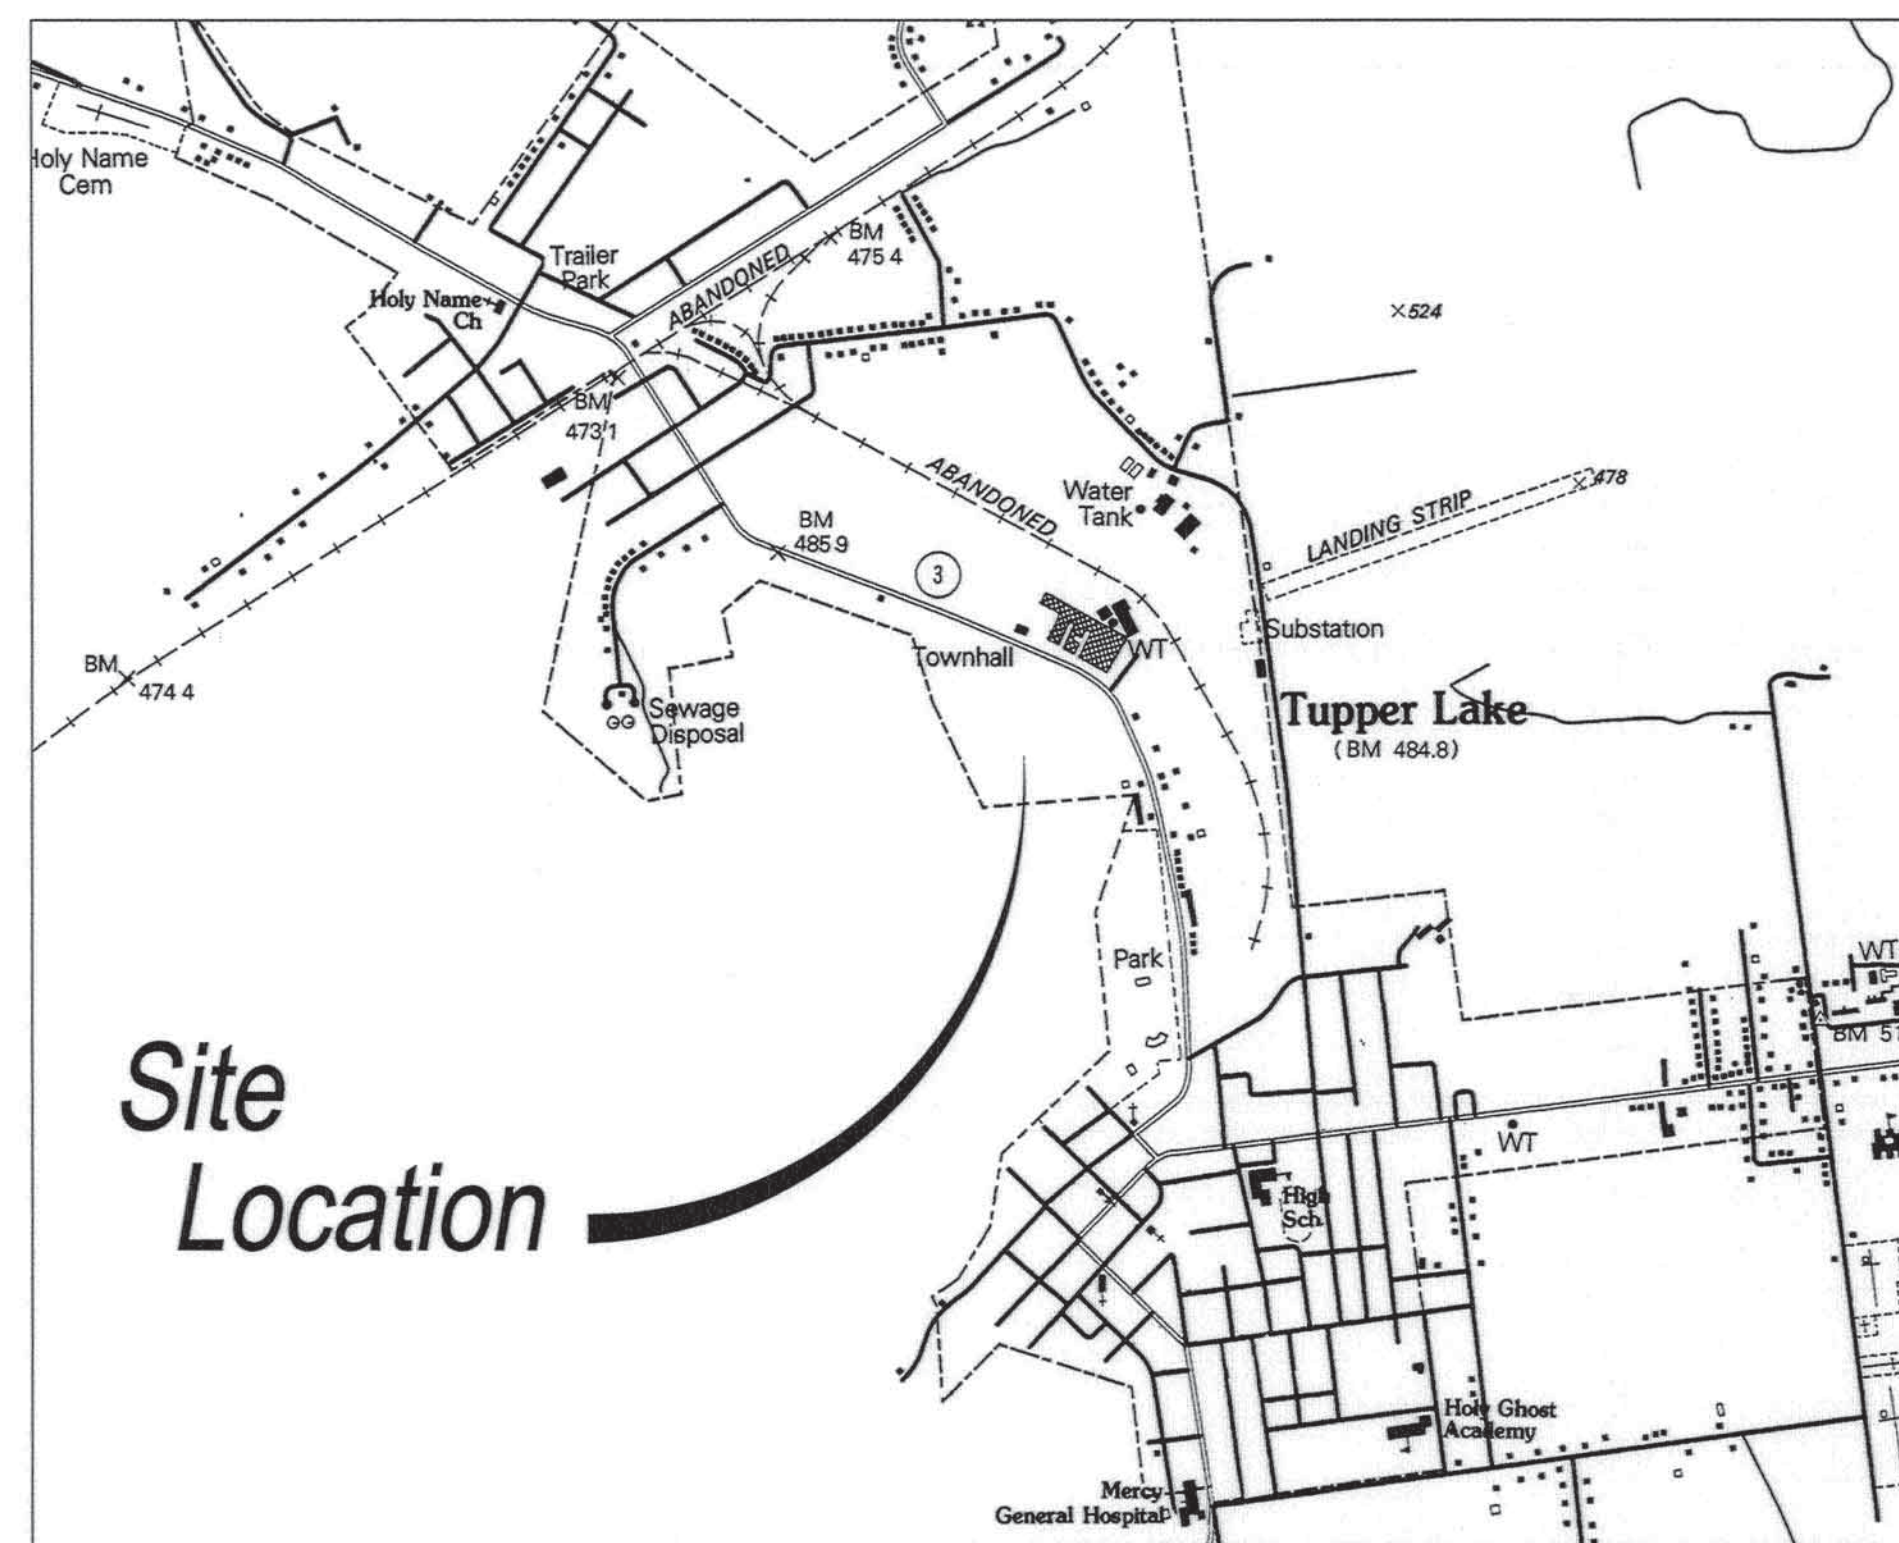 Holy Name
Cem
Trailer
Park
BM
475 4
ABANDONED
Holy Name
Ch
524
BM
473 1
ABANDONED
Water
Tank
478
LANDING STRIP
BM
485 9
3
Substation
Townhall
WT
BM
474 4
Sewage
Disposal
Tupper Lake
(BM 484.8)
Park
WT
BM 51
Site
Location
WT
High
Sch
Holy Ghost
Academy
Mercy
General Hospital